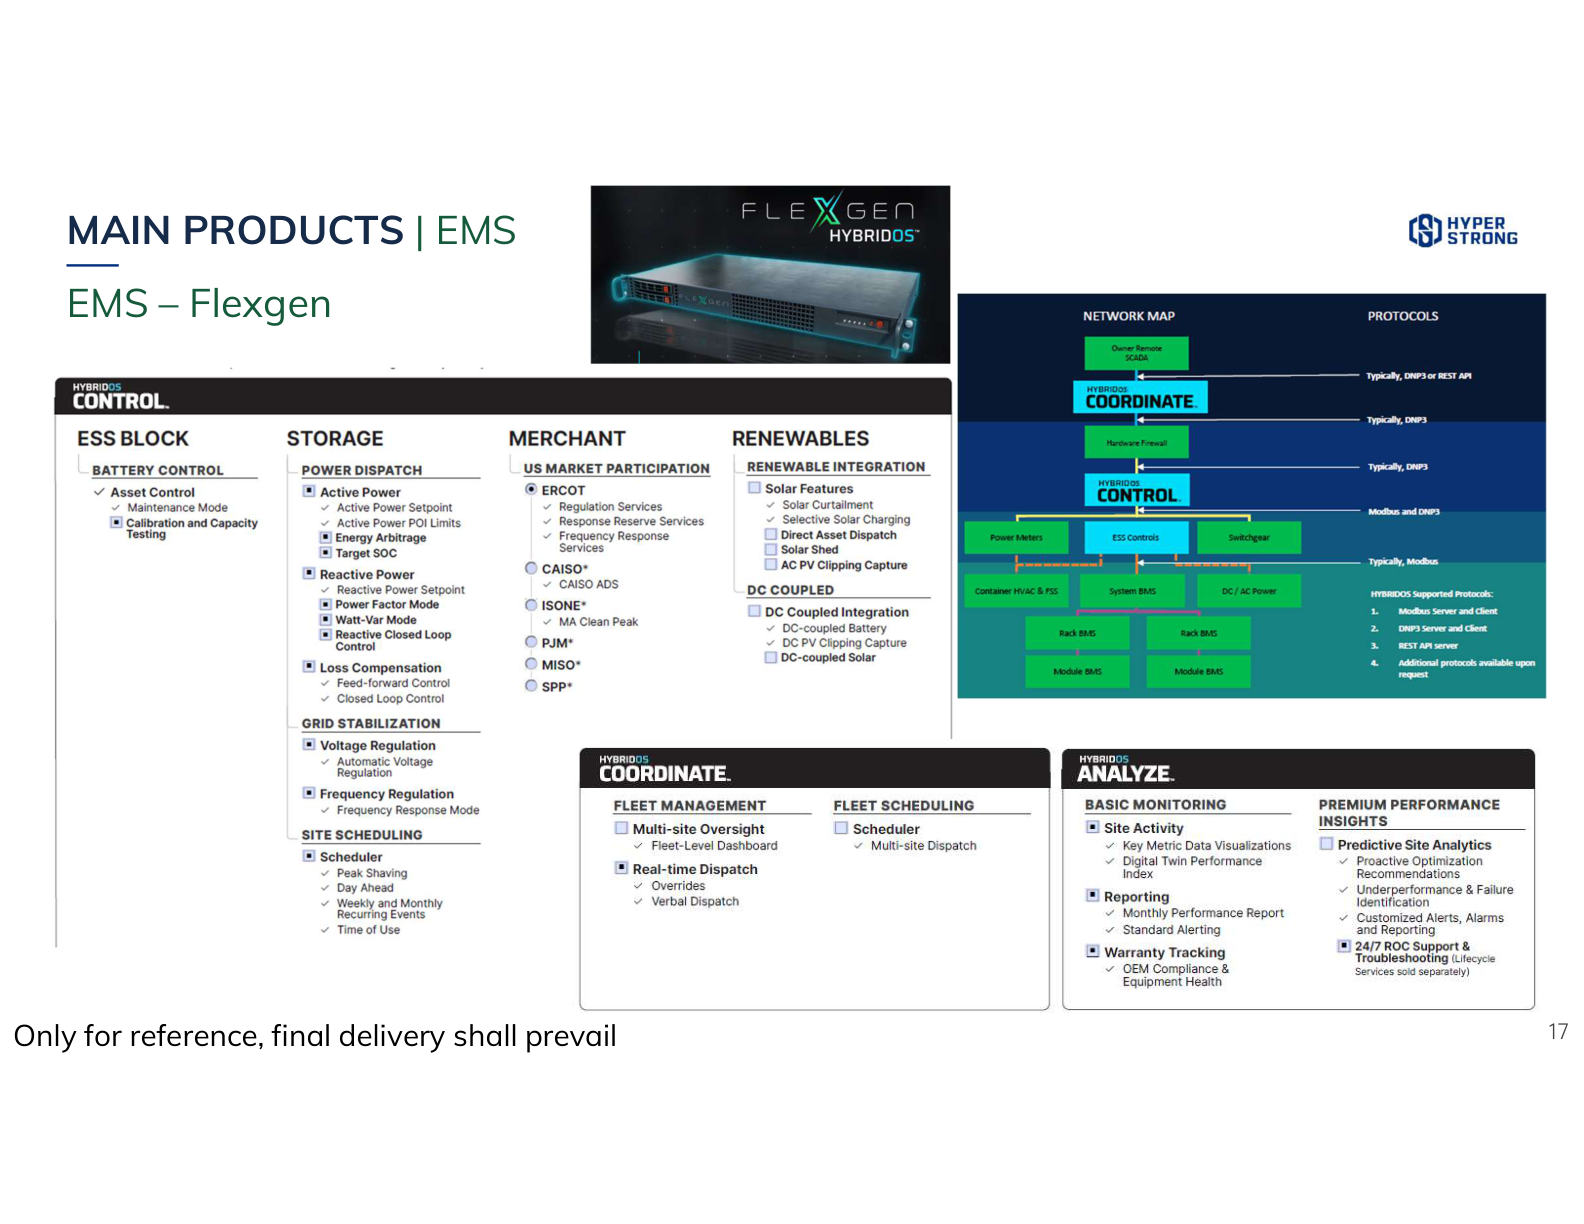 MAIN PRODUCTS | EMS
EMS – Flexgen
FLEXGEN
HYBRIDOS™
FLEXGEN
HYPER
STRONG
HYBRIDOS
CONTROL™
ESS BLOCK
BATTERY CONTROL
Asset Control
Maintenance Mode
Calibration and Capacity
Testing
STORAGE
POWER DISPATCH
Active Power
Active Power Setpoint
Active Power POI Limits
Energy Arbitrage
Target SOC
Reactive Power
Reactive Power Setpoint
Power Factor Mode
Watt-Var Mode
Reactive Closed Loop
Control
Loss Compensation
Feed-forward Control
Closed Loop Control
GRID STABILIZATION
Voltage Regulation
Automatic Voltage
Regulation
Frequency Regulation
Frequency Response Mode
SITE SCHEDULING
Scheduler
Peak Shaving
Day Ahead
Weekly and Monthly
Recurring Events
Time of Use
MERCHANT
US MARKET PARTICIPATION
ERCOT
Regulation Services
Response Reserve Services
Frequency Response
Services
CAISO*
CAISO ADS
ISONE*
MA Clean Peak
PJM*
MISO*
SPP*
RENEWABLES
RENEWABLE INTEGRATION
Solar Features
Solar Curtailment
Selective Solar Charging
Direct Asset Dispatch
Solar Shed
AC PV Clipping Capture
DC COUPLED
DC Coupled Integration
DC-coupled Battery
DC PV Clipping Capture
DC-coupled Solar
NETWORK MAP
PROTOCOLS
Owner Remote
SCADA
Typically, DNP3 or REST API
HYBRIDOS
COORDINATE™
Typically, DNP3
Hardware Firewall
Typically, DNP3
HYBRIDOS
CONTROL™
Modbus and DNP3
Power Meters
ESS Controls
Switchgear
Typically, Modbus
Container HVAC & FSS
System BMS
DC / AC Power
Rack BMS
Rack BMS
Module BMS
Module BMS
HYBRIDOS Supported Protocols:
1. Modbus Server and Client
2. DNP3 Server and Client
3. REST API server
4. Additional protocols available upon
request
HYBRIDOS
COORDINATE™
FLEET MANAGEMENT
Multi-site Oversight
Fleet-Level Dashboard
Real-time Dispatch
Overrides
Verbal Dispatch
FLEET SCHEDULING
Scheduler
Multi-site Dispatch
HYBRIDOS
ANALYZE™
BASIC MONITORING
Site Activity
Key Metric Data Visualizations
Digital Twin Performance
Index
Reporting
Monthly Performance Report
Standard Alerting
Warranty Tracking
OEM Compliance &
Equipment Health
PREMIUM PERFORMANCE
INSIGHTS
Predictive Site Analytics
Proactive Optimization
Recommendations
Underperformance & Failure
Identification
Customized Alerts, Alarms
and Reporting
24/7 ROC Support &
Troubleshooting (Lifecycle
Services sold separately)
Only for reference, final delivery shall prevail
17